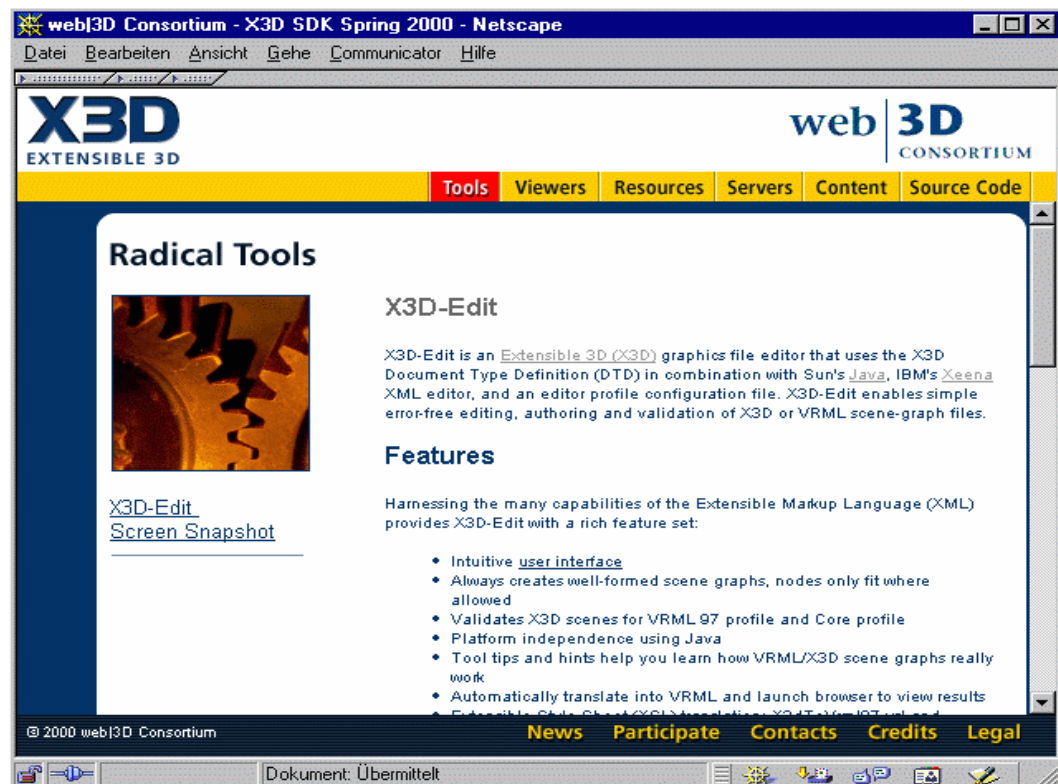 web|3D Consortium - X3D SDK Spring 2000 - Netscape
Datei Bearbeiten Ansicht Gehe Communicator Hilfe
X3D
EXTENSIBLE 3D
web 3D
CONSORTIUM
Tools Viewers Resources Servers Content Source Code
Radical Tools
X3D-Edit
X3D-Edit is an Extensible 3D (X3D) graphics file editor that uses the X3D
Document Type Definition (DTD) in combination with Sun's Java, IBM's Xeena
XML editor, and an editor profile configuration file. X3D-Edit enables simple
error-free editing, authoring and validation of X3D or VRML scene-graph files.
Features
X3D-Edit
Screen Snapshot
Harnessing the many capabilities of the Extensible Markup Language (XML)
provides X3D-Edit with a rich feature set:
• Intuitive user interface
• Always creates well-formed scene graphs, nodes only fit where
allowed
• Validates X3D scenes for VRML 97 profile and Core profile
• Platform independence using Java
• Tool tips and hints help you learn how VRML/X3D scene graphs really
work
• Automatically translate into VRML and launch browser to view results
© 2000 web|3D Consortium
News Participate Contacts Credits Legal
Dokument: Übermittelt